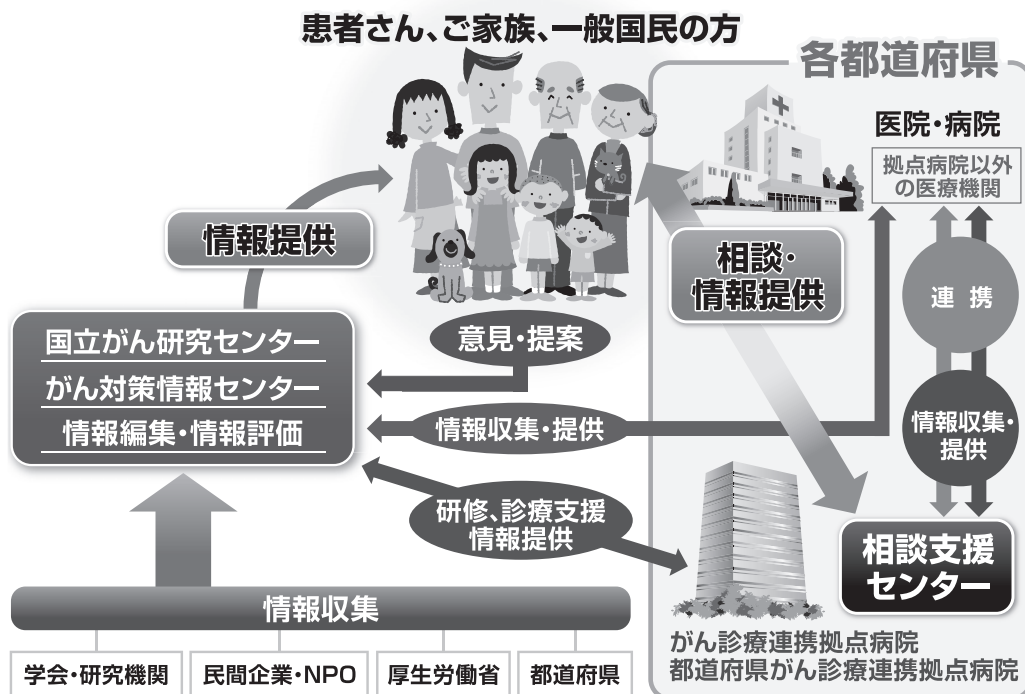 患者さん、ご家族、一般国民の方
各都道府県
医院・病院
拠点病院以外
の医療機関
情報提供
相談・
情報提供
連携
国立がん研究センター
がん対策情報センター
情報編集・情報評価
意見・提案
情報収集・提供
情報収集・
提供
研修、診療支援
情報提供
相談支援
センター
情報収集
学会・研究機関
民間企業・NPO
厚生労働省
都道府県
がん診療連携拠点病院
都道府県がん診療連携拠点病院